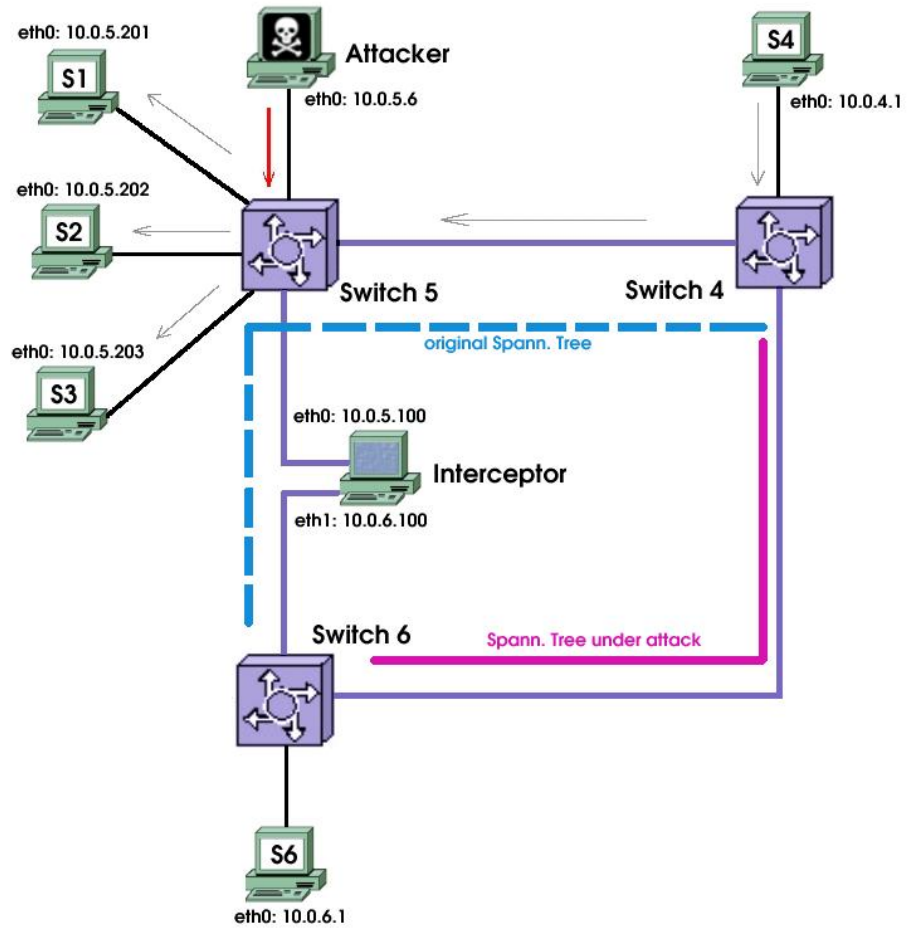 eth0: 10.0.5.201
S1
Attacker
eth0: 10.0.5.6
S4
eth0: 10.0.4.1
eth0: 10.0.5.202
S2
Switch 5
Switch 4
original Spann. Tree
eth0: 10.0.5.203
S3
eth0: 10.0.5.100
Interceptor
eth1: 10.0.6.100
Switch 6
Spann. Tree under attack
S6
eth0: 10.0.6.1